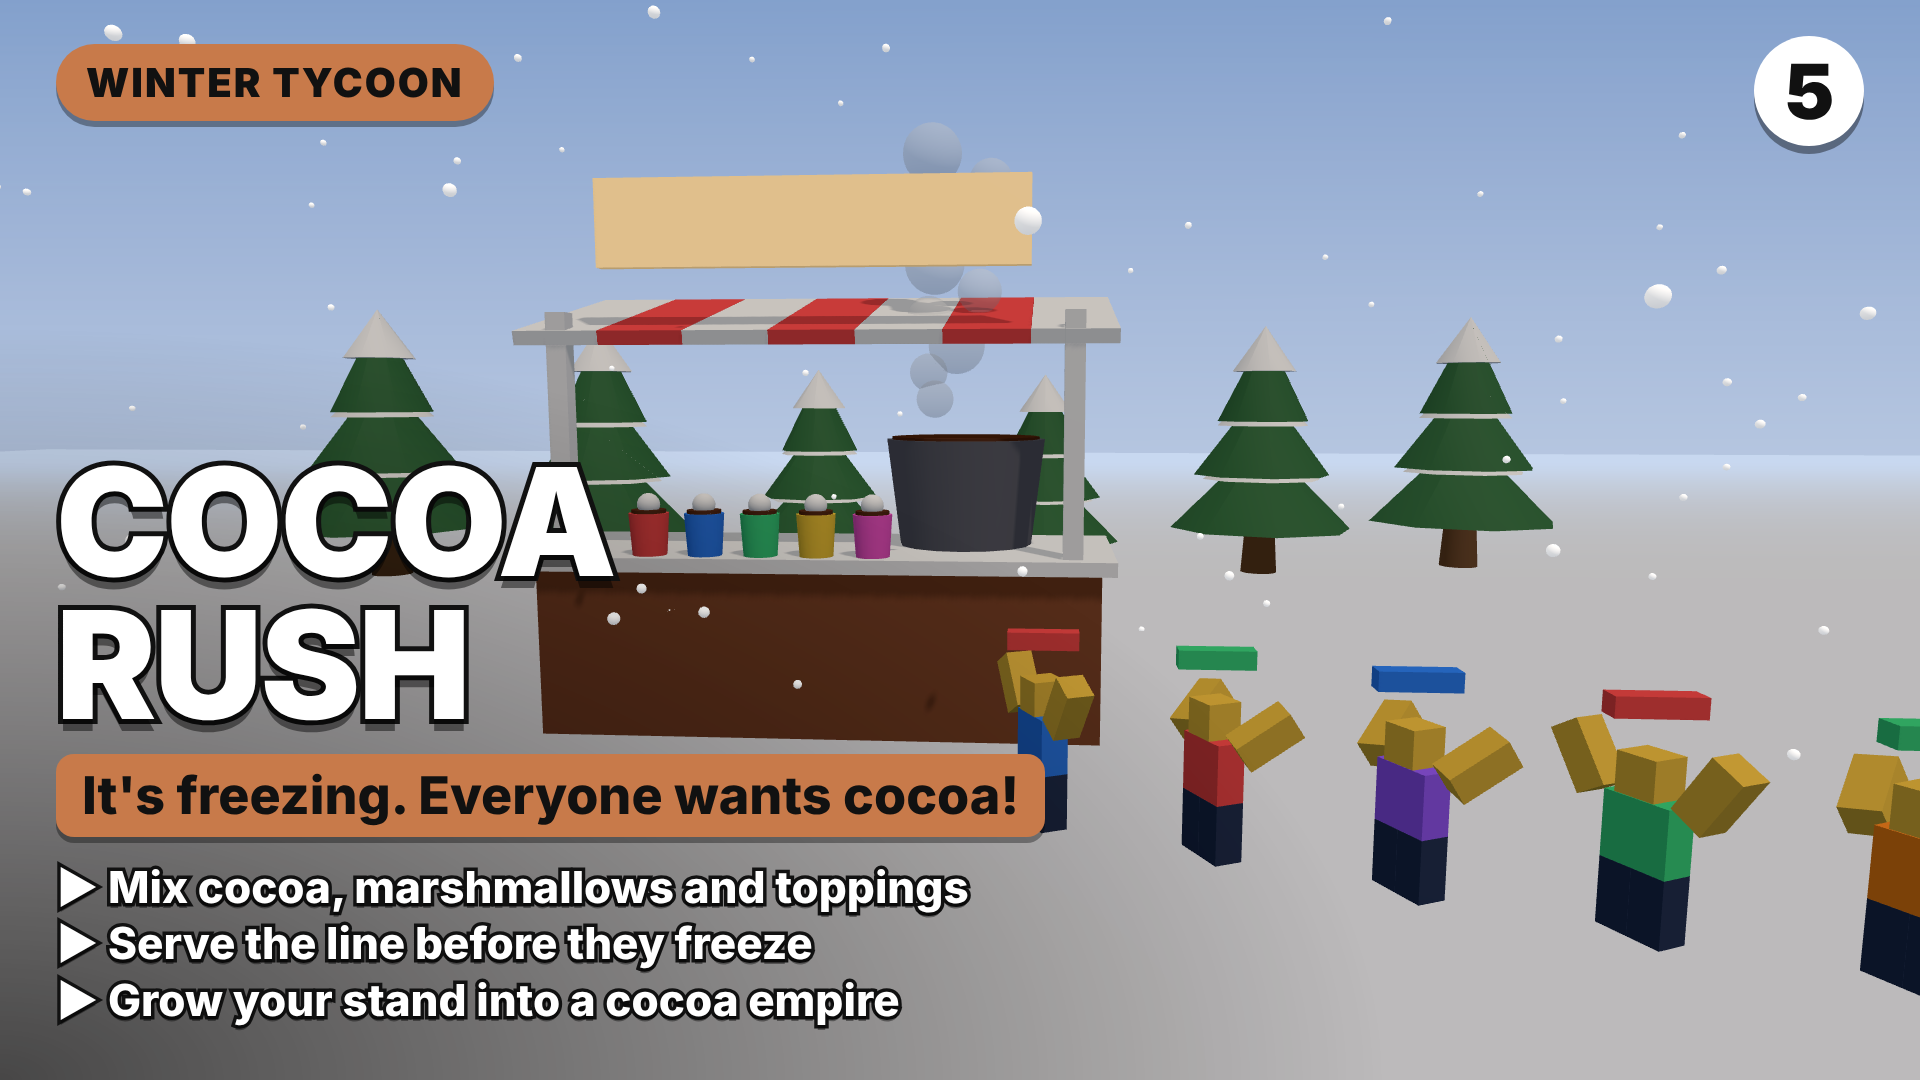 WINTER TYCOON
5
COCOA
RUSH
It's freezing. Everyone wants cocoa!
▶ Mix cocoa, marshmallows and toppings
▶ Serve the line before they freeze
▶ Grow your stand into a cocoa empire